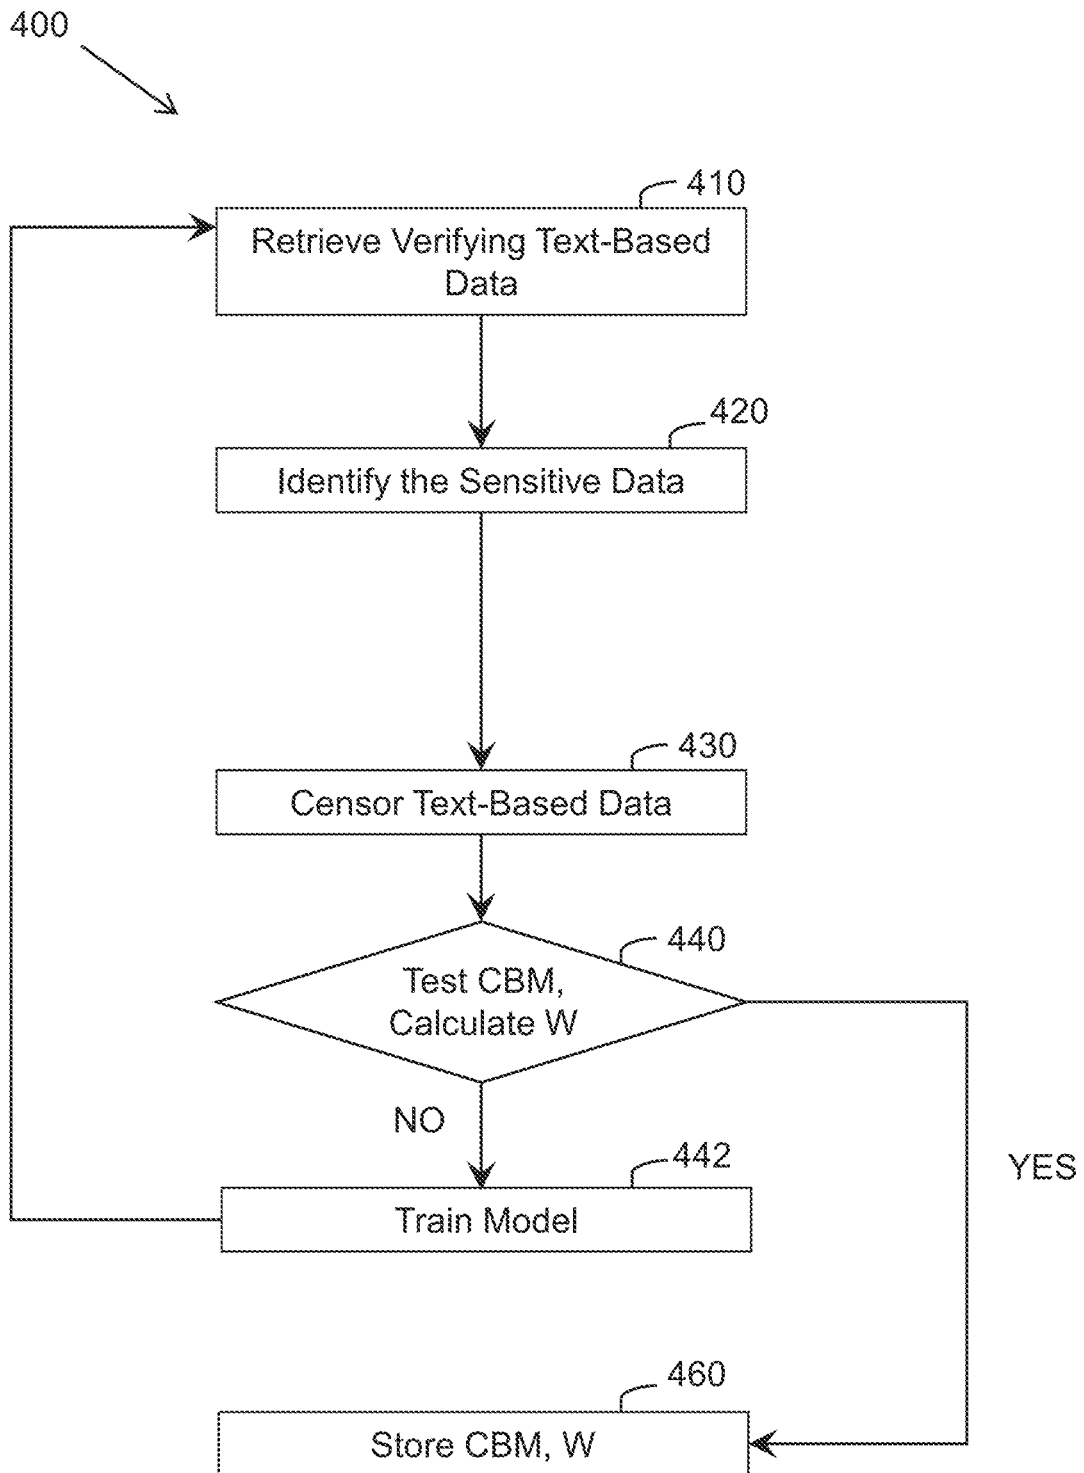 400
410
Retrieve Verifying Text-Based
Data
420
Identify the Sensitive Data
430
Censor Text-Based Data
440
Test CBM,
Calculate W
NO
YES
442
Train Model
460
Store CBM, W